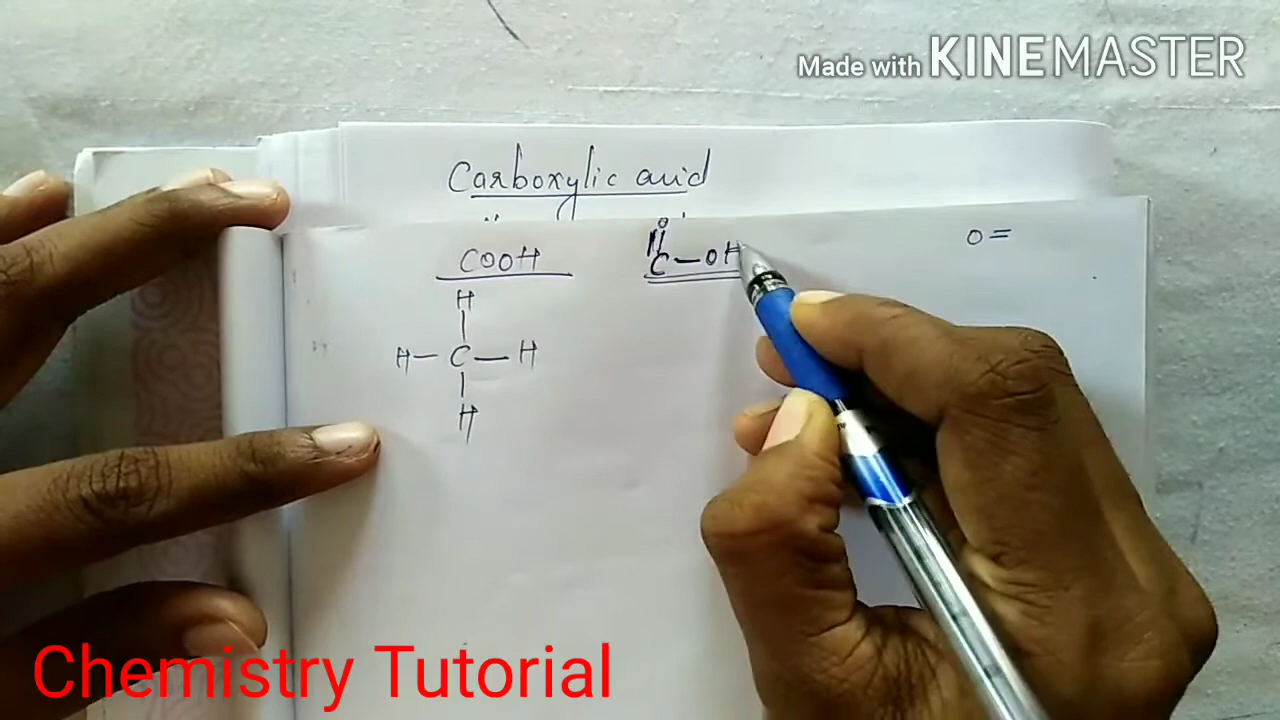 Made with KINEMASTER
Carboxylic acid
COOH
O
C — OH
O =
H
H — C — H
H
Chemistry Tutorial